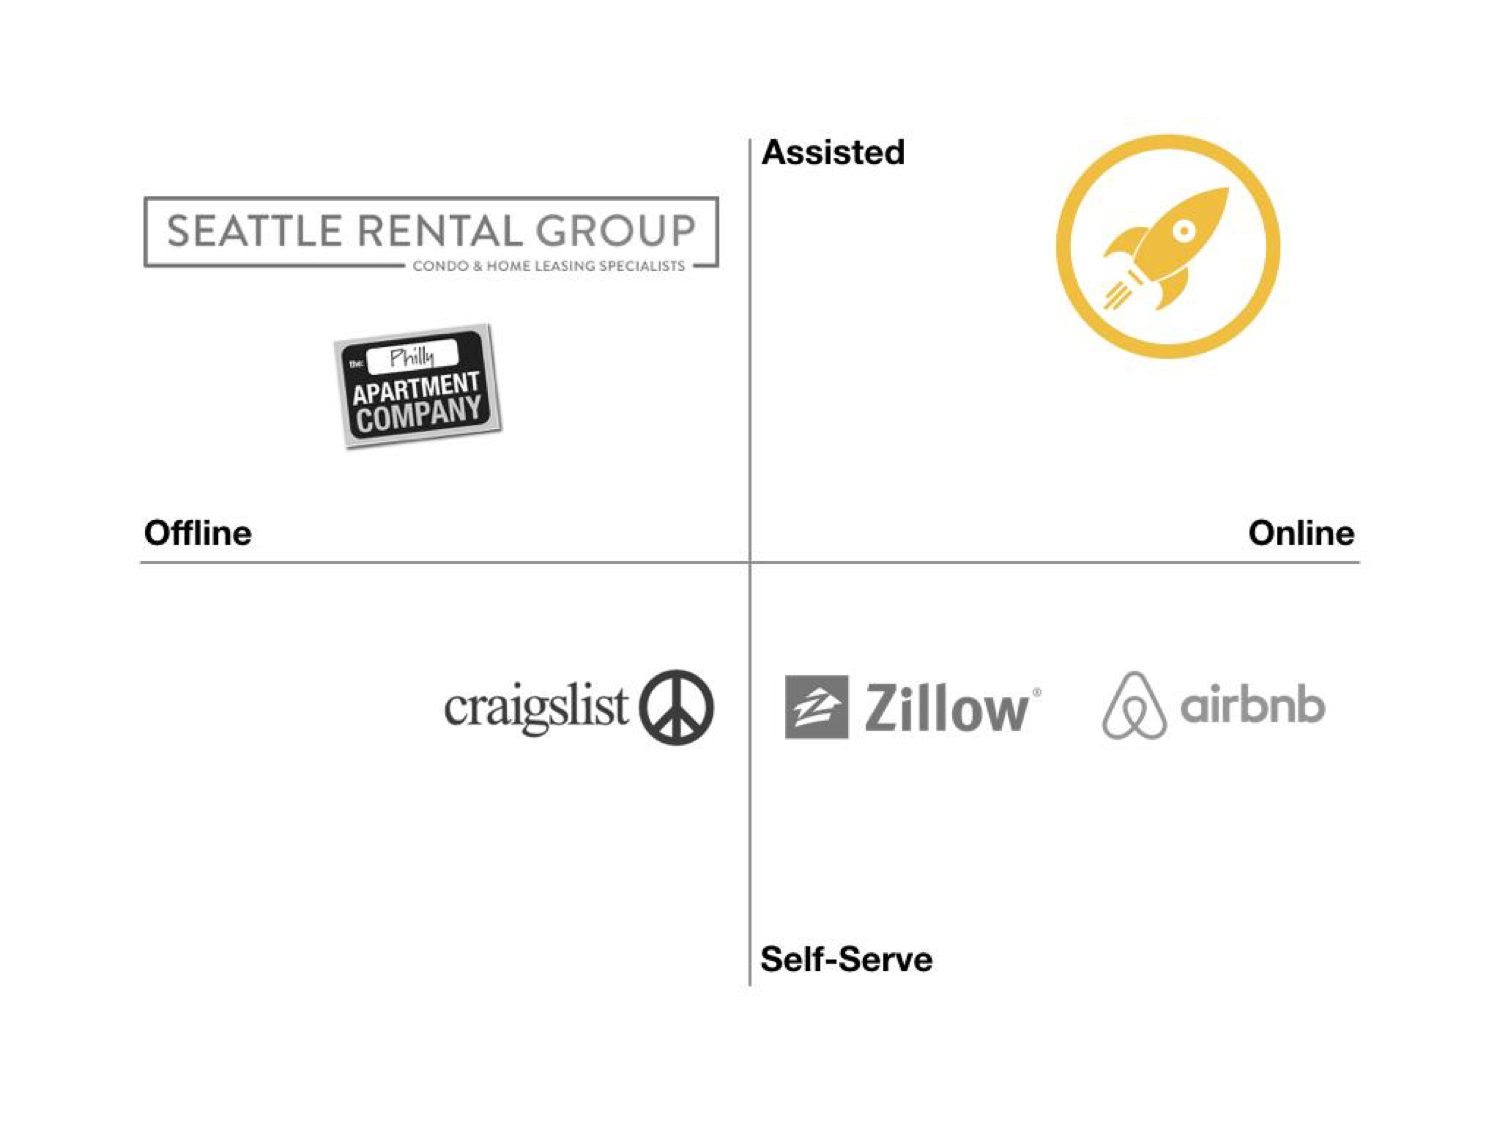 Assisted
SEATTLE RENTAL GROUP
CONDO & HOME LEASING SPECIALISTS
the: Philly
APARTMENT
COMPANY
Offline
Online
craigslist
Zillow®
airbnb
Self-Serve